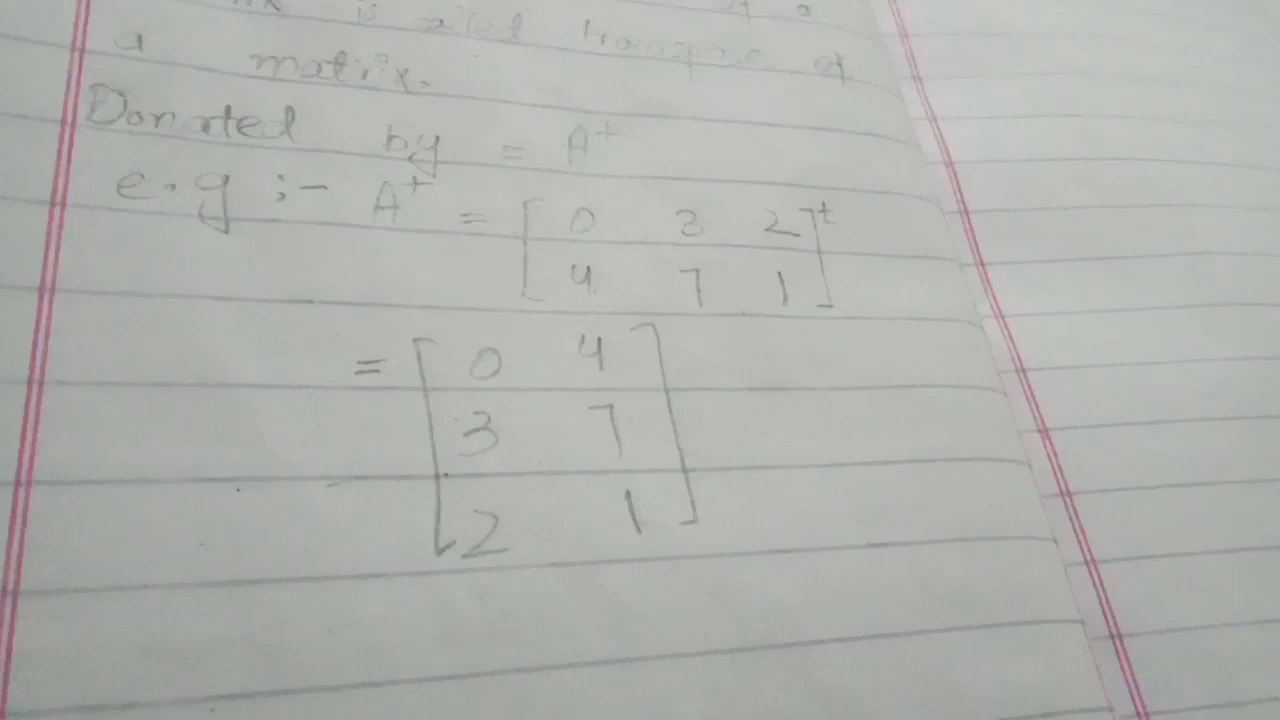 is called transpose of
a matrix.
Donated by = A^t
e.g :- A^t = [ 0 3 2 ]^t
4 7 1
= [ 0 4 ]
3 7
2 1